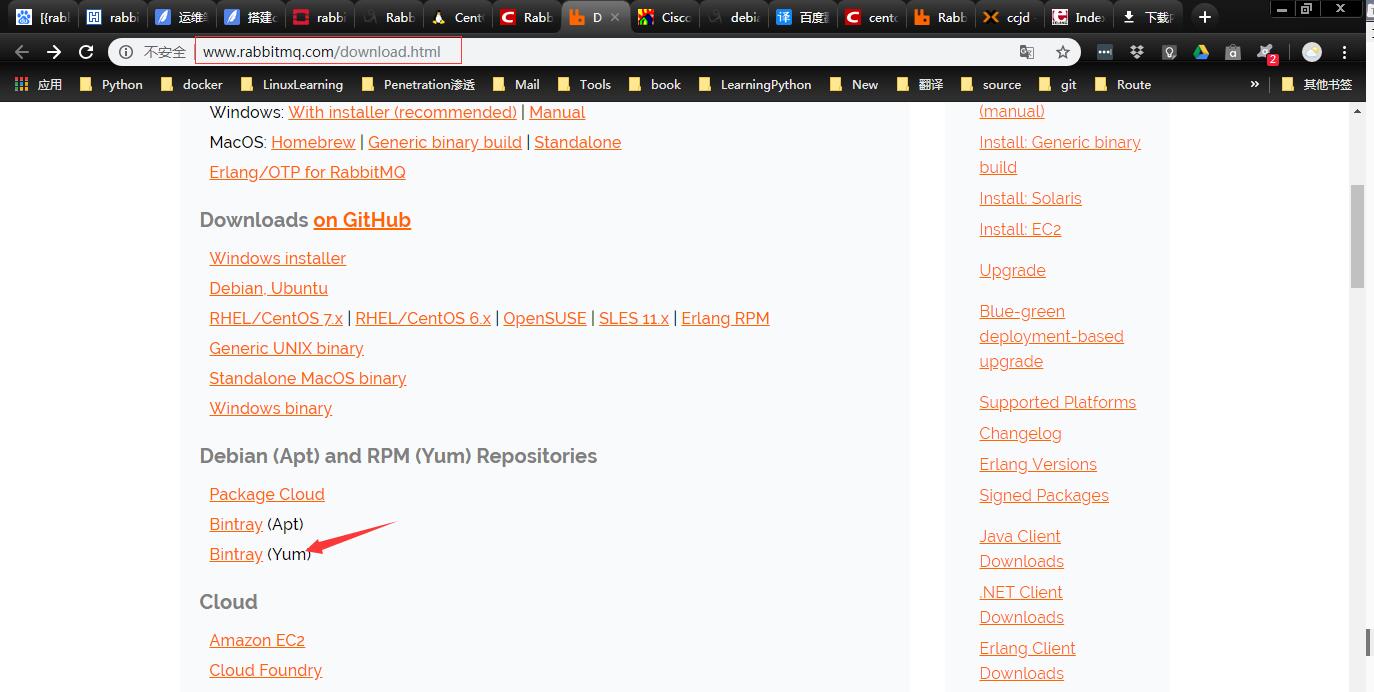 [{rabl
rabbi
运维
搭建
rabbi
Rabb
Cent
Rabb
D
Cisco
debia
百度
cento
Rabb
ccjd
Index
下载
不安全
www.rabbitmq.com/download.html
2
应用 Python docker LinuxLearning Penetration渗透 Mail Tools book LearningPython New 翻译 source git Route » 其他书签
Windows: With installer (recommended) | Manual
MacOS: Homebrew | Generic binary build | Standalone
Erlang/OTP for RabbitMQ
Downloads on GitHub
Windows installer
Debian, Ubuntu
RHEL/CentOS 7.x | RHEL/CentOS 6.x | OpenSUSE | SLES 11.x | Erlang RPM
Generic UNIX binary
Standalone MacOS binary
Windows binary
Debian (Apt) and RPM (Yum) Repositories
Package Cloud
Bintray (Apt)
Bintray (Yum)
Cloud
Amazon EC2
Cloud Foundry
(manual)
Install: Generic binary
build
Install: Solaris
Install: EC2
Upgrade
Blue-green
deployment-based
upgrade
Supported Platforms
Changelog
Erlang Versions
Signed Packages
Java Client
Downloads
.NET Client
Downloads
Erlang Client
Downloads